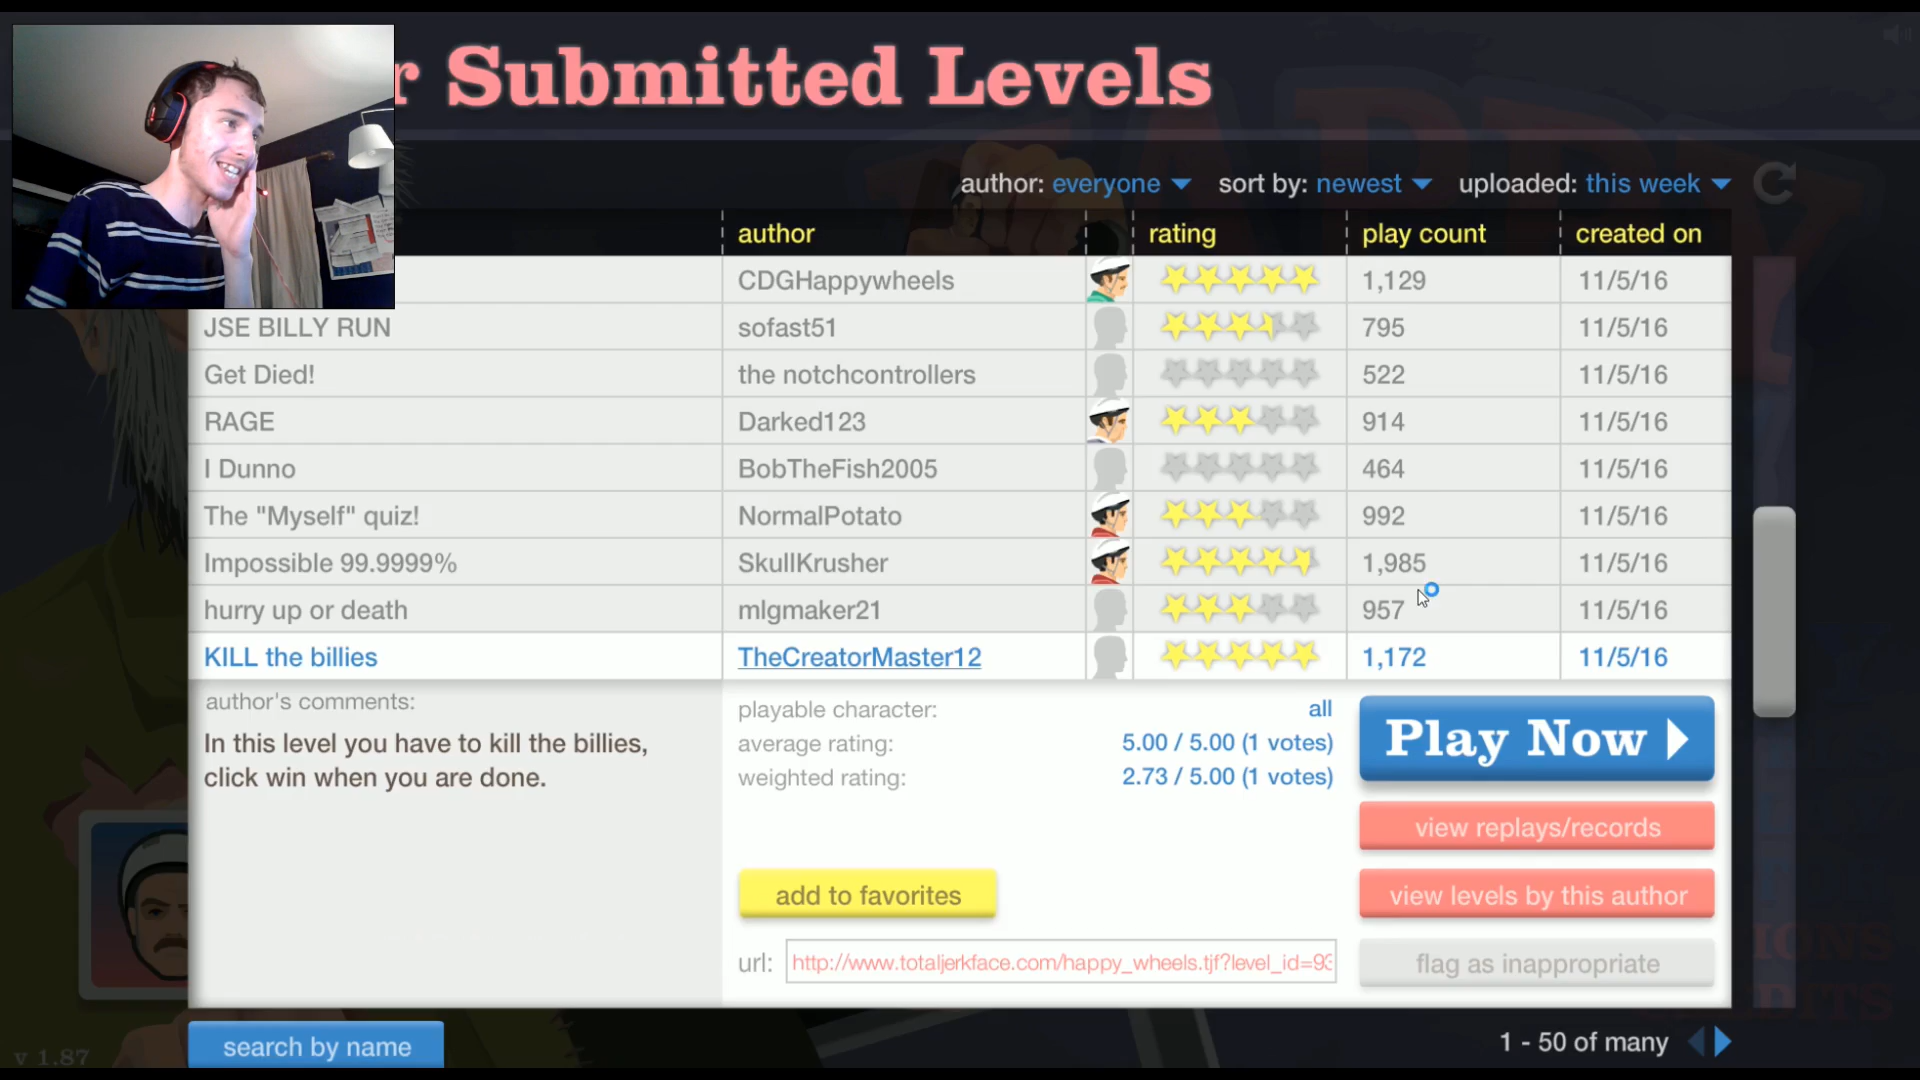 r Submitted Levels
author: everyone sort by: newest uploaded: this week
author rating play count created on
CDGHappywheels 1,129 11/5/16
JSE BILLY RUN sofast51 795 11/5/16
Get Died! the notchcontrollers 522 11/5/16
RAGE Darked123 914 11/5/16
I Dunno BobTheFish2005 464 11/5/16
The "Myself" quiz! NormalPotato 992 11/5/16
Impossible 99.9999% SkullKrusher 1,985 11/5/16
hurry up or death mlgmaker21 957 11/5/16
KILL the billies TheCreatorMaster12 1,172 11/5/16
author's comments:
In this level you have to kill the billies,
click win when you are done.
playable character: all
average rating: 5.00 / 5.00 (1 votes)
weighted rating: 2.73 / 5.00 (1 votes)
Play Now
view replays/records
add to favorites
view levels by this author
url: http://www.totaljerkface.com/happy_wheels.tjf?level_id=93
flag as inappropriate
search by name
1 - 50 of many
v 1.87